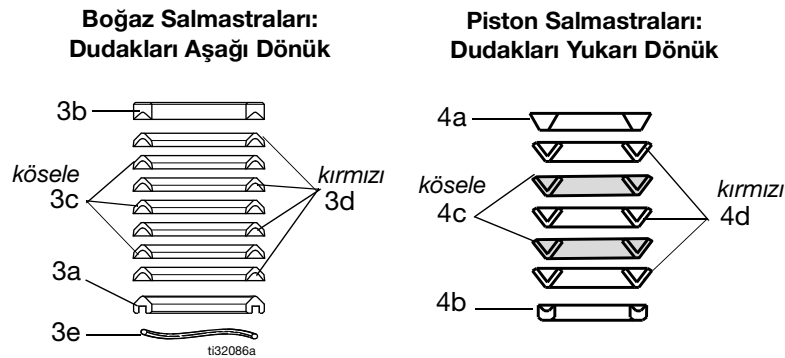 Boğaz Salmastraları:
Dudakları Aşağı Dönük
3b
kösele
3c
kırmızı
3d
3a
3e
ti32086a
Piston Salmastraları:
Dudakları Yukarı Dönük
4a
kösele
4c
kırmızı
4d
4b